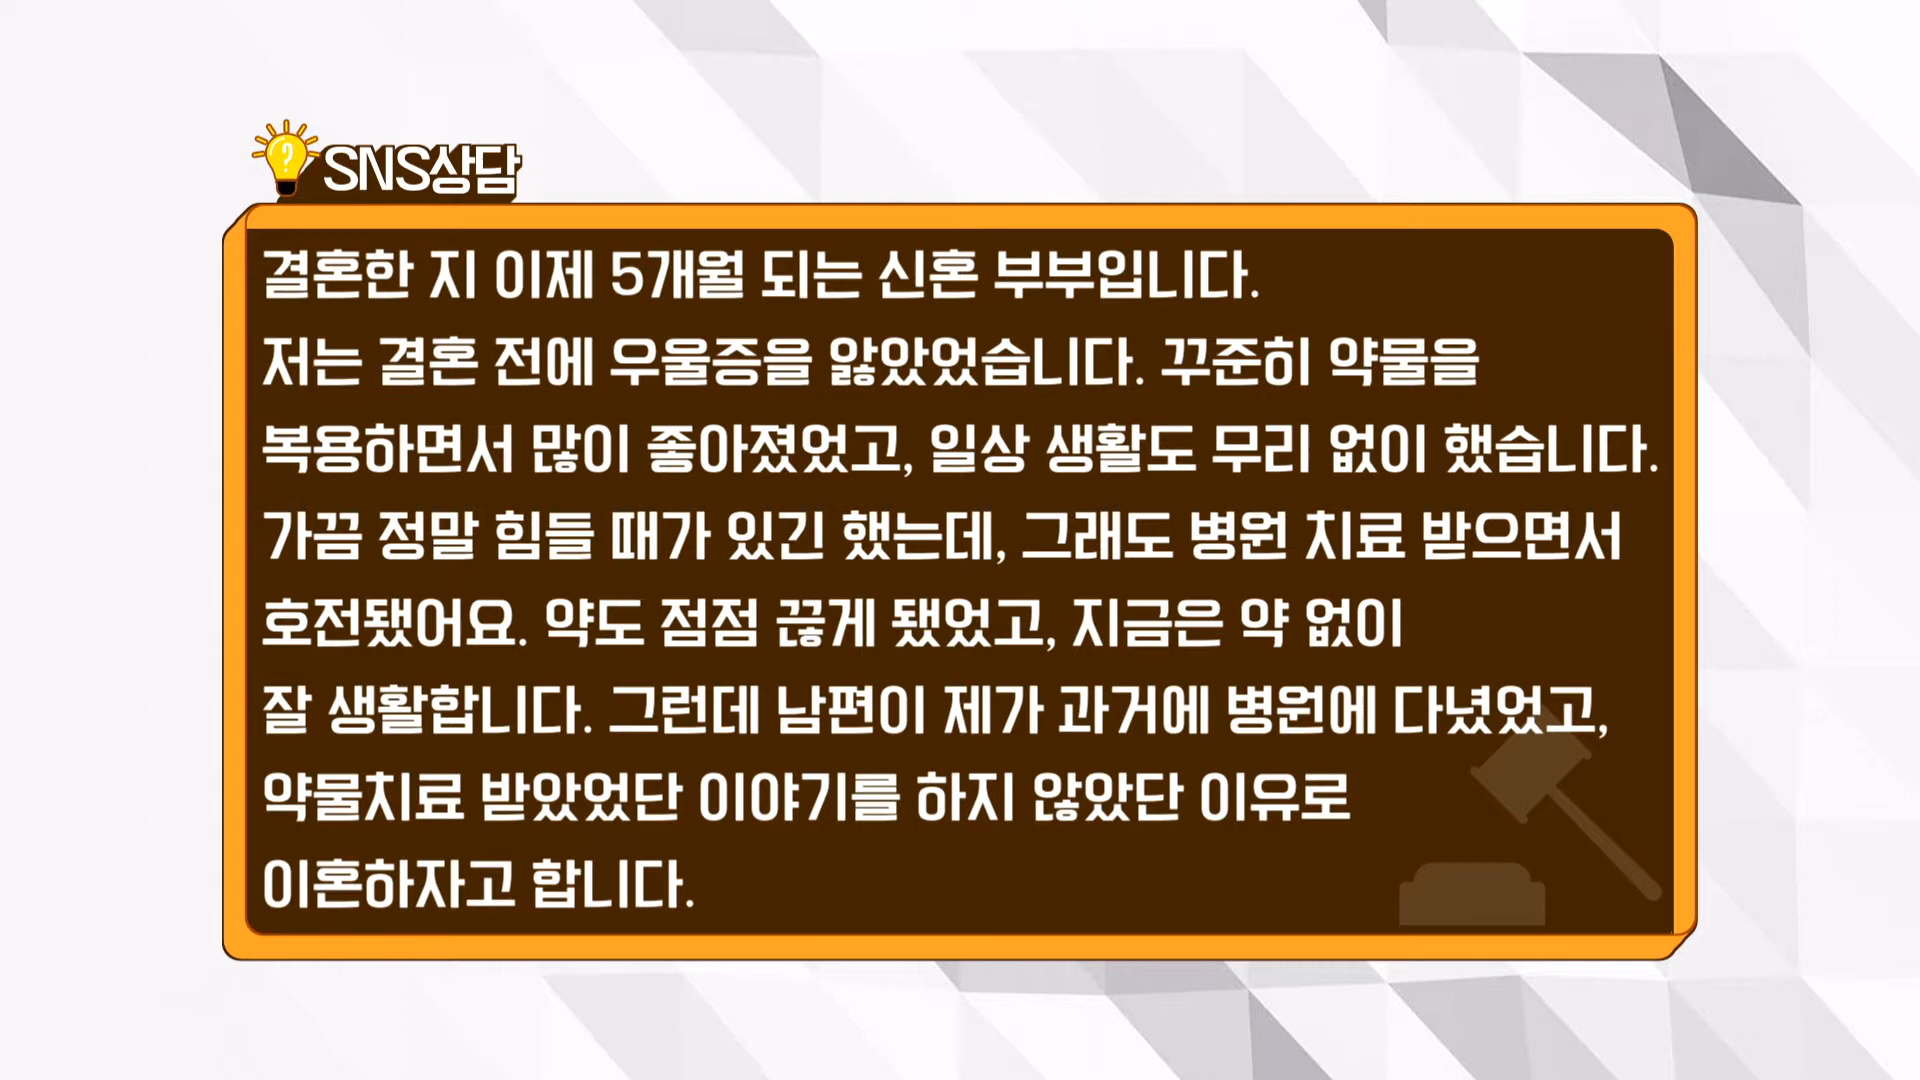 SNS상담
결혼한 지 이제 5개월 되는 신혼 부부입니다.
저는 결혼 전에 우울증을 앓았었습니다. 꾸준히 약물을
복용하면서 많이 좋아졌었고, 일상 생활도 무리 없이 했습니다.
가끔 정말 힘들 때가 있긴 했는데, 그래도 병원 치료 받으면서
호전됐어요. 약도 점점 끊게 됐었고, 지금은 약 없이
잘 생활합니다. 그런데 남편이 제가 과거에 병원에 다녔었고,
약물치료 받았었단 이야기를 하지 않았단 이유로
이혼하자고 합니다.